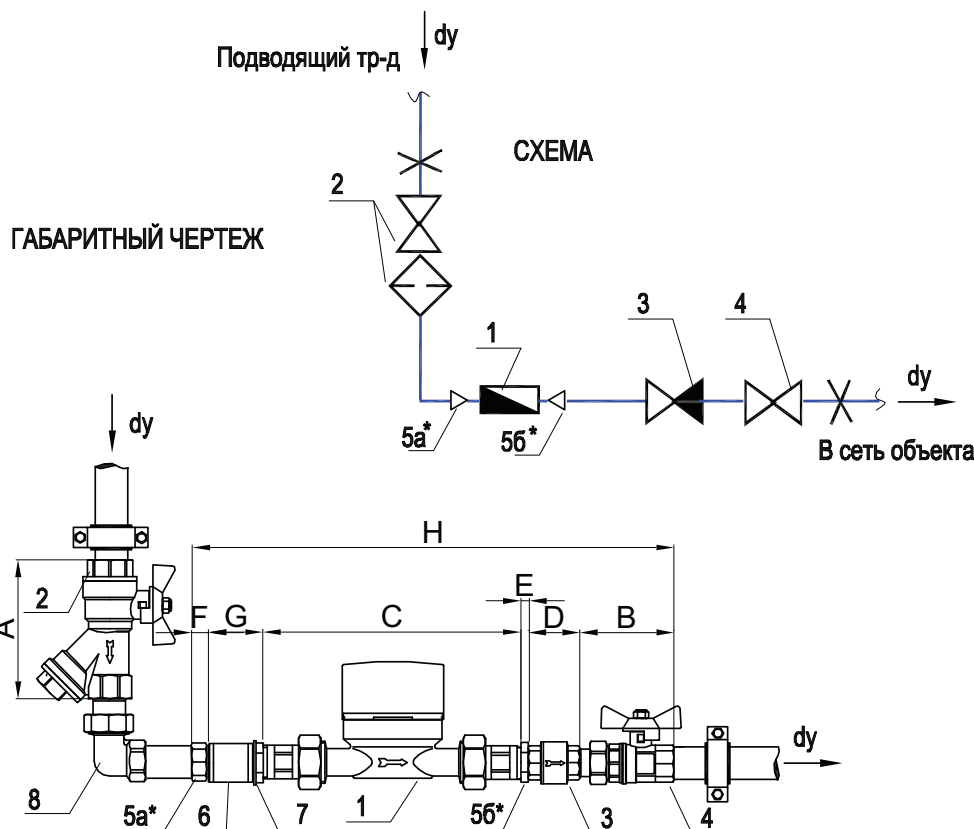 dy
Подводящий тр-д
СХЕМА
2
ГАБАРИТНЫЙ ЧЕРТЕЖ
3
4
1
dy
5а*
5б*
В сеть объекта
dy
H
2
A
F
G
C
E
D
B
dy
8
5а*
6
7
1
5б*
3
4